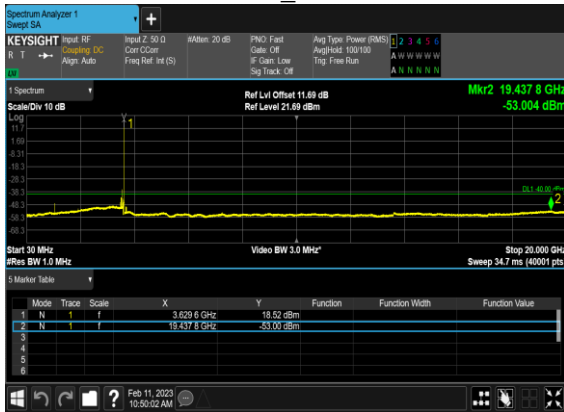 Spectrum Analyzer 1
Swept SA
+
KEYSIGHT Input: RF Input Z: 50 Ω #Atten: 20 dB PNO: Fast Avg Type: Power (RMS) 1 2 3 4 5 6
R T Coupling: DC Corr CCorr Gate: Off Avg|Hold: 100/100 A W W W W W
Align: Auto Freq Ref: Int (S) IF Gain: Low Trig: Free Run
Sig Track: Off A N N N N N
1 Spectrum
Scale/Div 10 dB
Ref Lvl Offset 11.69 dB
Ref Level 21.69 dBm
Mkr2 19.437 8 GHz
-53.004 dBm
Log
11.7
1.69
-8.31
-18.3
-28.3
-38.3
-48.3
-58.3
-68.3
1
DL1 -40.00 dBm
2
Start 30 MHz Video BW 3.0 MHz* Stop 20.000 GHz
#Res BW 1.0 MHz Sweep 34.7 ms (40001 pts)
5 Marker Table
Mode Trace Scale X Y Function Function Width Function Value
1 N 1 f 3.629 6 GHz 18.52 dBm
2 N 1 f 19.437 8 GHz -53.00 dBm
3
4
5
6
? Feb 11, 2023
10:50:02 AM